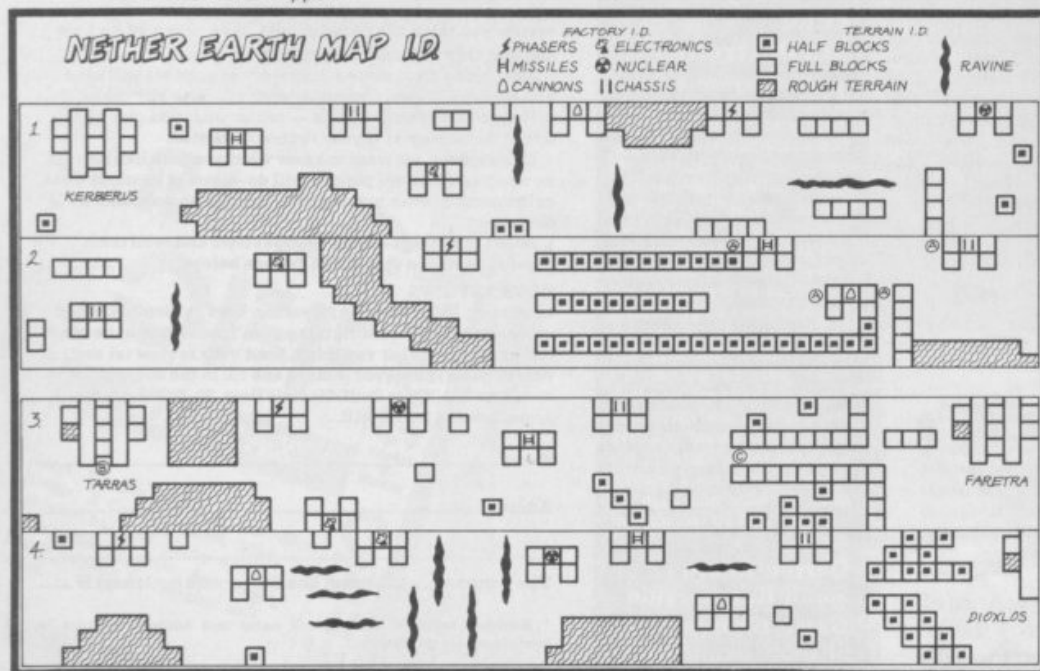 NETHER EARTH MAP I.D.
FACTORY I.D.
PHASERS ELECTRONICS
MISSILES NUCLEAR
CANNONS CHASSIS
TERRAIN I.D.
HALF BLOCKS
FULL BLOCKS
ROUGH TERRAIN
RAVINE
1.
KERBERUS
2.
A
A
A
A
3.
B
TARRAS
C
FARETRA
4.
DIOXLOS